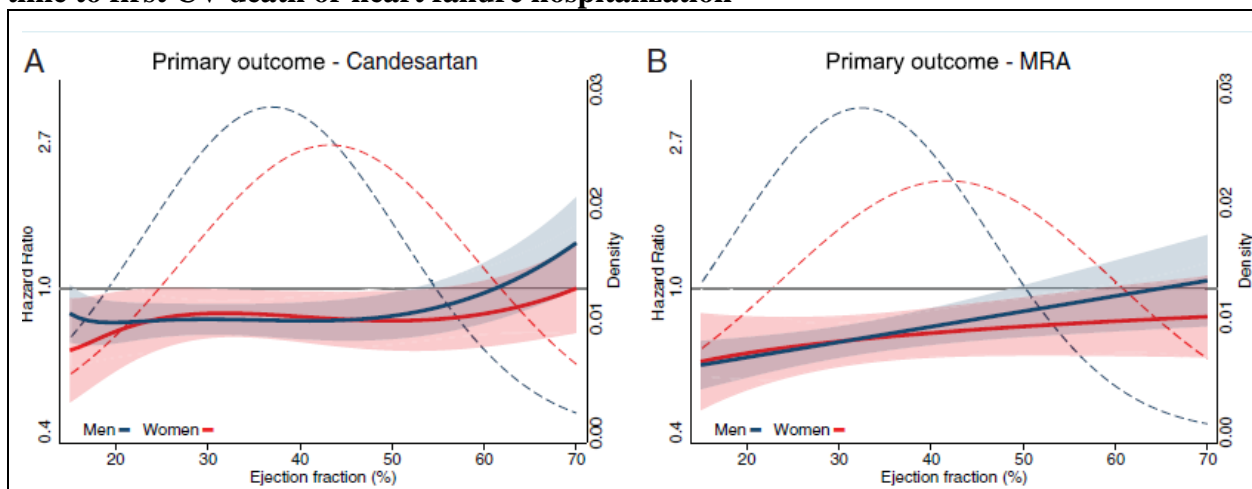 time to first CV death or heart failure hospitalization
A Primary outcome - Candesartan
Hazard Ratio
2.7
1.0
0.4
0.03
0.02
0.01
0.00
Density
Men Women
20 30 40 50 60 70
Ejection fraction (%)
B Primary outcome - MRA
Hazard Ratio
2.7
1.0
0.4
0.03
0.02
0.01
0.00
Density
Men Women
20 30 40 50 60 70
Ejection fraction (%)